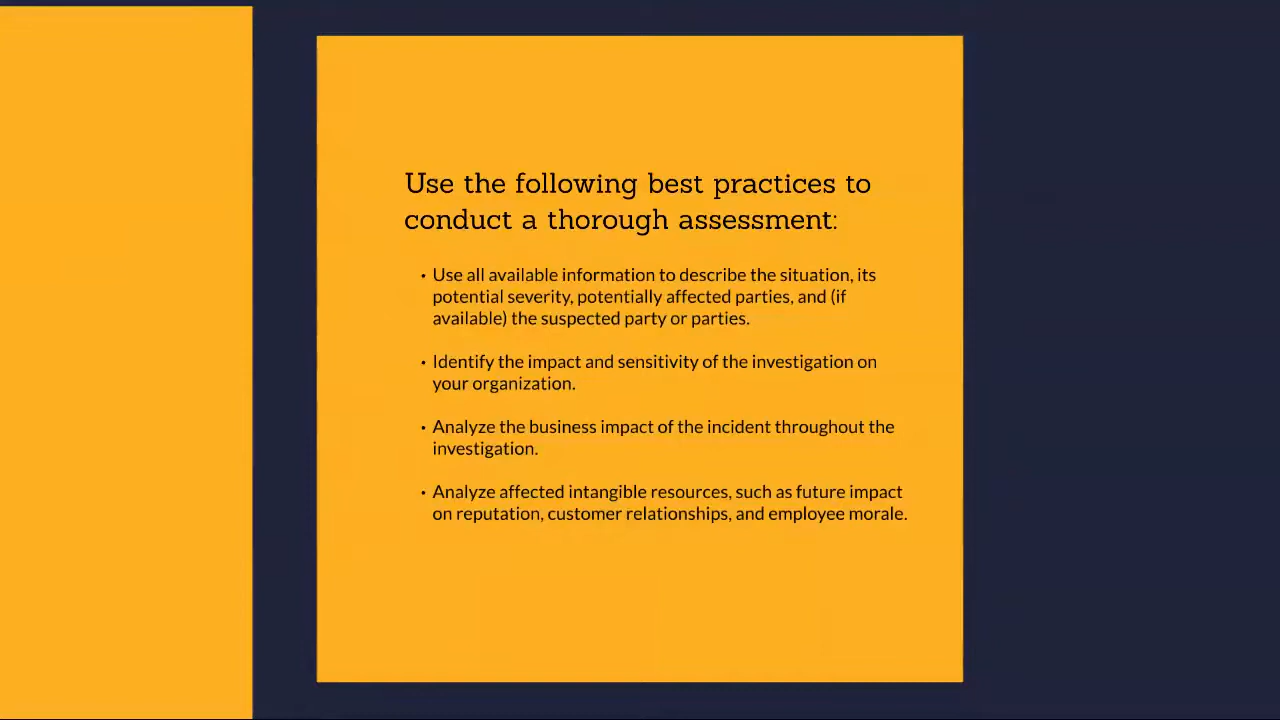 Use the following best practices to
conduct a thorough assessment:
• Use all available information to describe the situation, its
potential severity, potentially affected parties, and (if
available) the suspected party or parties.
• Identify the impact and sensitivity of the investigation on
your organization.
• Analyze the business impact of the incident throughout the
investigation.
• Analyze affected intangible resources, such as future impact
on reputation, customer relationships, and employee morale.